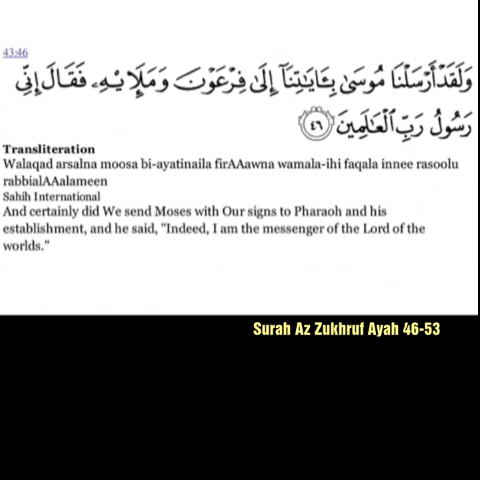 43:46
وَلَقَدْ أَرْسَلْنَا مُوسَىٰ بِـَٔايَـٰتِنَآ إِلَىٰ فِرْعَوْنَ وَمَلَإِي۟هِۦ فَقَالَ إِنِّى
رَسُولُ رَبِّ ٱلْعَـٰلَمِينَ ٤٦
Transliteration
Walaqad arsalna moosa bi-ayatinaila firAAawna wamala-ihi faqala innee rasoolu
rabbialAAalameen
Sahih International
And certainly did We send Moses with Our signs to Pharaoh and his
establishment, and he said, "Indeed, I am the messenger of the Lord of the
worlds."
Surah Az Zukhruf Ayah 46-53